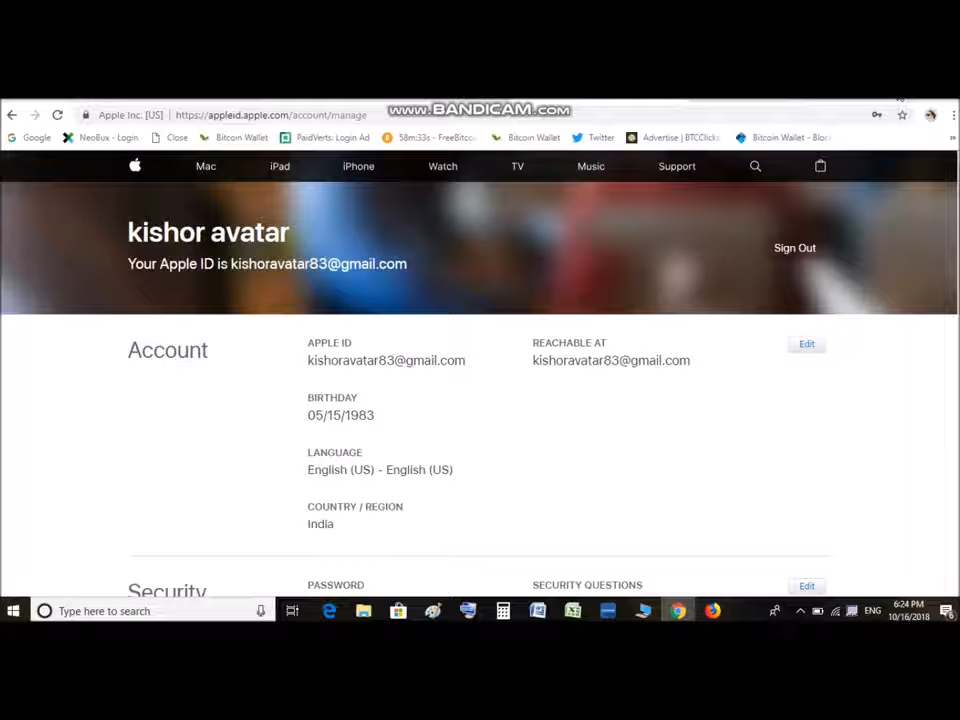 www.BANDICAM.com
Apple Inc. [US] https://appleid.apple.com/account/manage
Google NeoBux - Login Close Bitcoin Wallet PaidVerts: Login Ad 58m:33s - FreeBitco Bitcoin Wallet Twitter Advertise | BTCClicks Bitcoin Wallet - Bloc
Mac iPad iPhone Watch TV Music Support
kishor avatar
Your Apple ID is kishoravatar83@gmail.com
Sign Out
Account
APPLE ID
kishoravatar83@gmail.com
REACHABLE AT
kishoravatar83@gmail.com
Edit
BIRTHDAY
05/15/1983
LANGUAGE
English (US) - English (US)
COUNTRY / REGION
India
Security
PASSWORD
SECURITY QUESTIONS
Edit
Type here to search
ENG
6:24 PM
10/16/2018